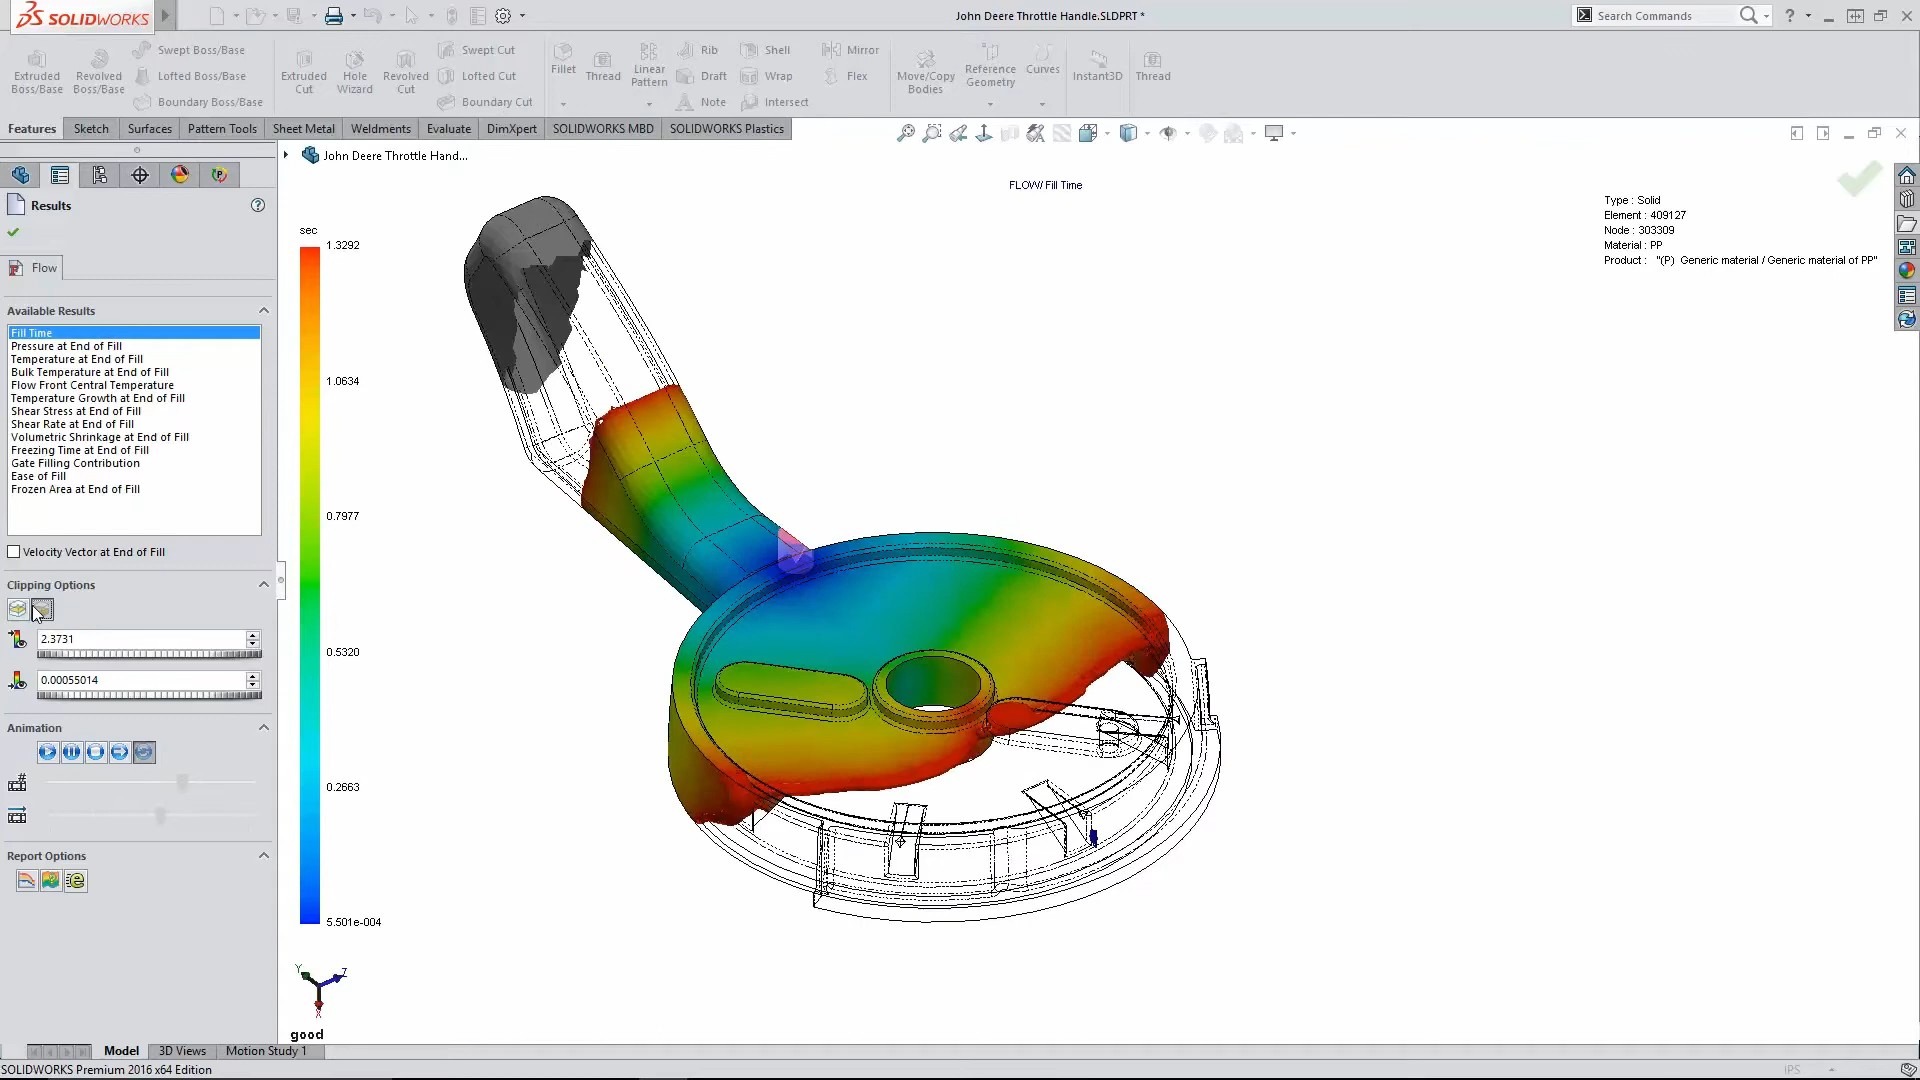 SOLIDWORKS
John Deere Throttle Handle.SLDPRT *
Search Commands
?
Extruded Boss/Base
Revolved Boss/Base
Swept Boss/Base
Lofted Boss/Base
Boundary Boss/Base
Extruded Cut
Hole Wizard
Revolved Cut
Swept Cut
Lofted Cut
Boundary Cut
Fillet
Thread
Linear Pattern
Rib
Draft
Note
Shell
Wrap
Intersect
Mirror
Flex
Move/Copy Bodies
Reference Geometry
Curves
Instant3D
Thread
Features
Sketch
Surfaces
Pattern Tools
Sheet Metal
Weldments
Evaluate
DimXpert
SOLIDWORKS MBD
SOLIDWORKS Plastics
John Deere Throttle Hand...
Results
?
Flow
Available Results
Fill Time
Pressure at End of Fill
Temperature at End of Fill
Bulk Temperature at End of Fill
Flow Front Central Temperature
Temperature Growth at End of Fill
Shear Stress at End of Fill
Shear Rate at End of Fill
Volumetric Shrinkage at End of Fill
Freezing Time at End of Fill
Gate Filling Contribution
Ease of Fill
Frozen Area at End of Fill
Velocity Vector at End of Fill
Clipping Options
2.3731
0.00055014
Animation
Report Options
FLOW/ Fill Time
Type : Solid
Element : 409127
Node : 303309
Material : PP
Product : "(P) Generic material / Generic material of PP"
sec
1.3292
1.0634
0.7977
0.5320
0.2663
5.501e-004
Y
Z
X
good
Model
3D Views
Motion Study 1
SOLIDWORKS Premium 2016 x64 Edition
IPS